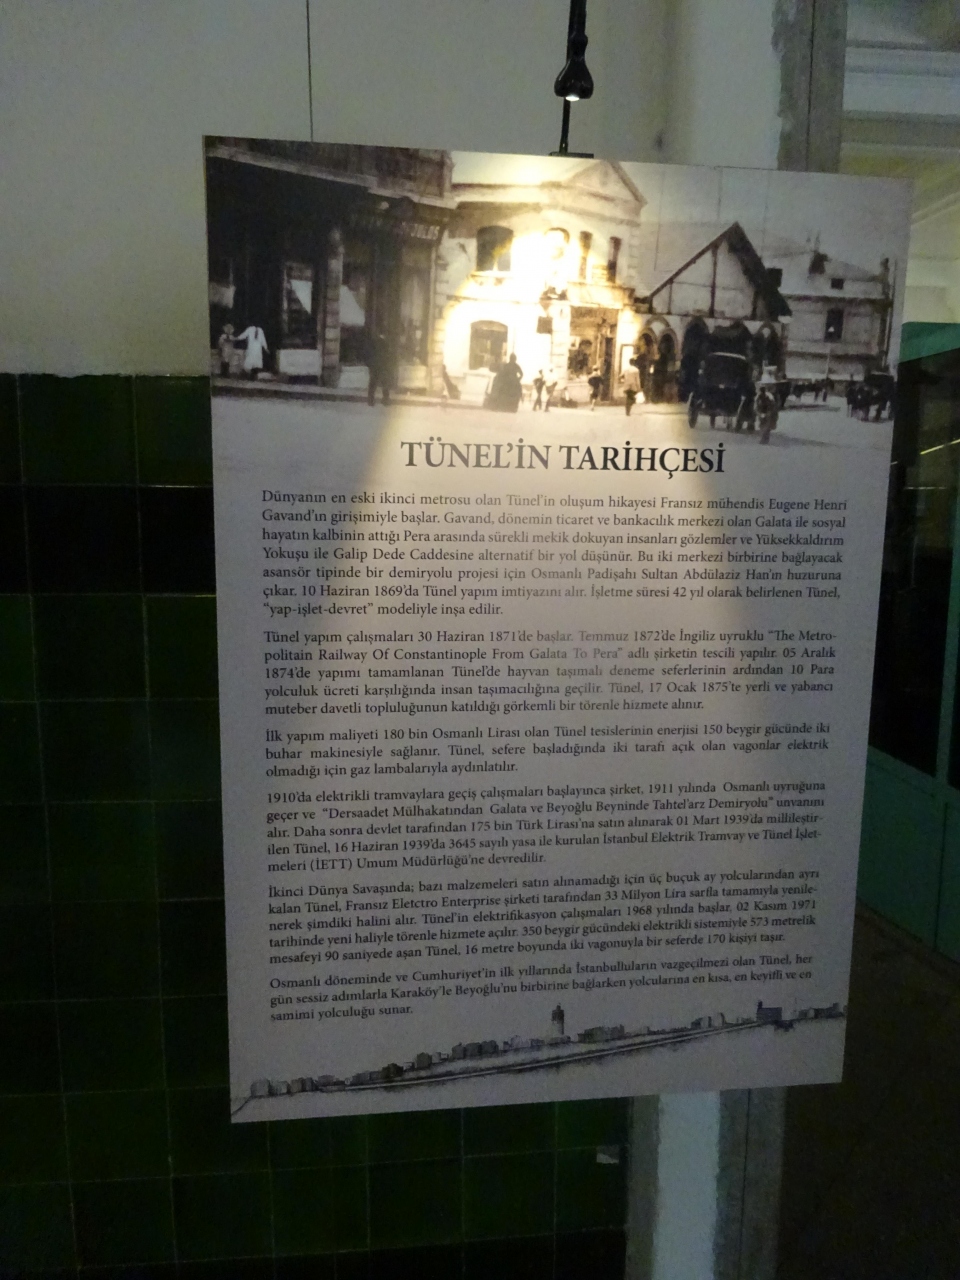 TÜNEL'İN TARİHÇESİ
Dünyanın en eski ikinci metrosu olan Tünel'in oluşum hikayesi Fransız mühendis Eugene Henri
Gavand'ın girişimiyle başlar. Gavand, dönemin ticaret ve bankacılık merkezi olan Galata ile sosyal
hayatın kalbinin attığı Pera arasında sürekli mekik dokuyan insanları gözlemler ve Yüksekkaldırım
Yokuşu ile Galip Dede Caddesine alternatif bir yol düşünür. Bu iki merkezi birbirine bağlayacak
asansör tipinde bir demiryolu projesi için Osmanlı Padişahı Sultan Abdülaziz Han'ın huzuruna
çıkar. 10 Haziran 1869'da Tünel yapım imtiyazını alır. İşletme süresi 42 yıl olarak belirlenen Tünel,
"yap-işlet-devret" modeliyle inşa edilir.
Tünel yapım çalışmaları 30 Haziran 1871'de başlar. Temmuz 1872'de İngiliz uyruklu "The Metro-
politain Railway Of Constantinople From Galata To Pera" adlı şirketin tescili yapılır. 05 Aralık
1874'de yapımı tamamlanan Tünel'de hayvan taşımalı deneme seferlerinin ardından 10 Para
yolculuk ücreti karşılığında insan taşımacılığına geçilir. Tünel, 17 Ocak 1875'te yerli ve yabancı
muteber davetli topluluğunun katıldığı görkemli bir törenle hizmete alınır.
İlk yapım maliyeti 180 bin Osmanlı Lirası olan Tünel tesislerinin enerjisi 150 beygir gücünde iki
buhar makinesiyle sağlanır. Tünel, sefere başladığında iki tarafı açık olan vagonlar elektrik
olmadığı için gaz lambalarıyla aydınlatılır.
1910'da elektrikli tramvaylara geçiş çalışmaları başlayınca şirket, 1911 yılında Osmanlı uyruğuna
geçer ve "Dersaadet Mülhakatından Galata ve Beyoğlu Beyninde Tahtel'arz Demiryolu" unvanını
alır. Daha sonra devlet tarafından 175 bin Türk Lirası'na satın alınarak 01 Mart 1939'da millileştir-
ilen Tünel, 16 Haziran 1939'da 3645 sayılı yasa ile kurulan İstanbul Elektrik Tramvay ve Tünel İşlet-
meleri (İETT) Umum Müdürlüğü'ne devredilir.
İkinci Dünya Savaşında; bazı malzemeleri satın alınamadığı için üç buçuk ay yolcularından ayrı
kalan Tünel, Fransız Eletctro Enterprise şirketi tarafından 33 Milyon Lira sarfla tamamıyla yenile-
nerek şimdiki halini alır. Tünel'in elektrifikasyon çalışmaları 1968 yılında başlar. 02 Kasım 1971
tarihinde yeni haliyle törenle hizmete açılır. 350 beygir gücündeki elektrikli sistemiyle 573 metrelik
mesafeyi 90 saniyede aşan Tünel, 16 metre boyunda iki vagonuyla bir seferde 170 kişiyi taşır.
Osmanlı döneminde ve Cumhuriyet'in ilk yıllarında İstanbulluların vazgeçilmezi olan Tünel, her
gün sessiz adımlarla Karaköy'le Beyoğlu'nu birbirine bağlarken yolcularına en kısa, en keyifli ve en
samimi yolculuğu sunar.